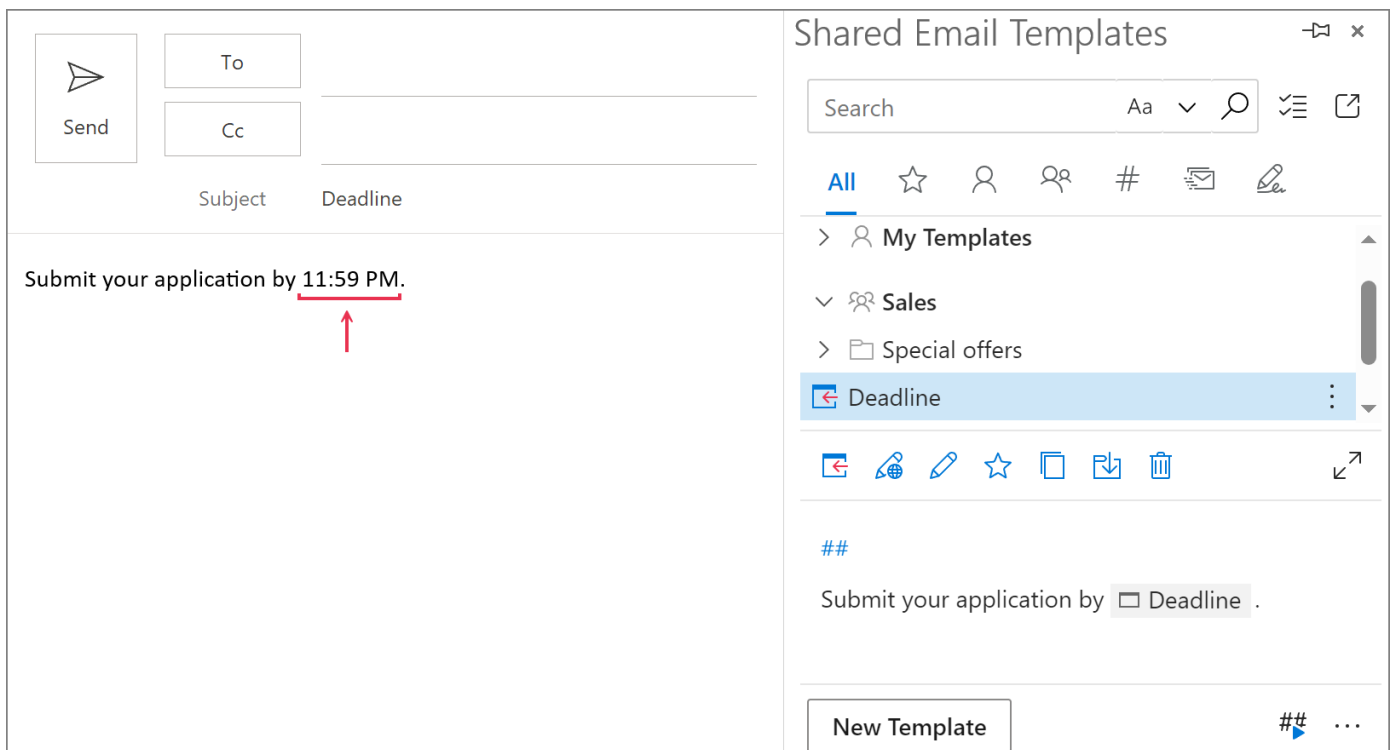 Send
To
Cc
Subject Deadline
Submit your application by 11:59 PM.
Shared Email Templates
Search Aa
All #
My Templates
Sales
Special offers
Deadline
##
Submit your application by Deadline .
New Template ## ...